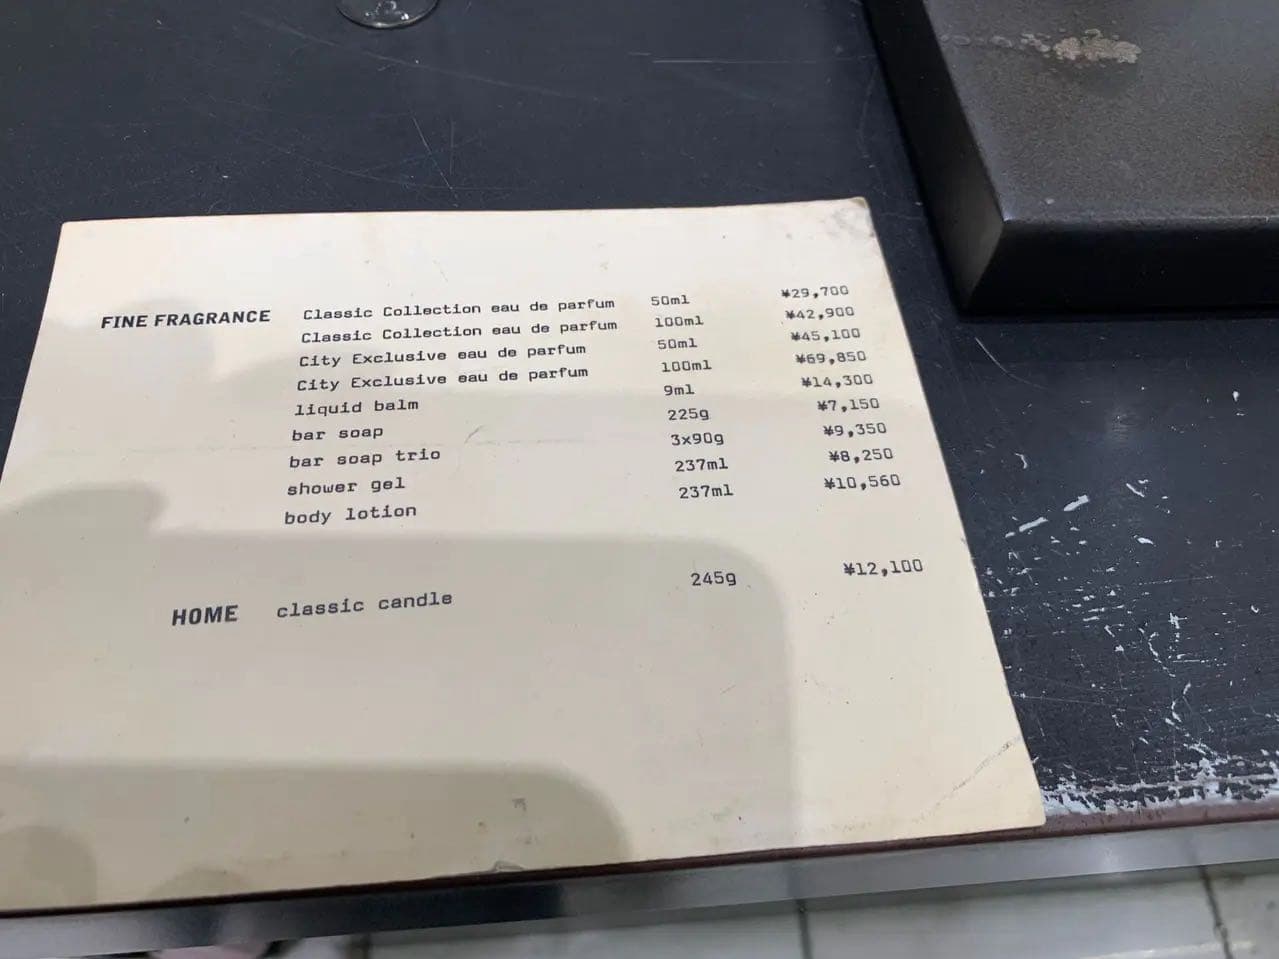 FINE FRAGRANCE Classic Collection eau de parfum 50ml ¥29,700
Classic Collection eau de parfum 100ml ¥42,900
City Exclusive eau de parfum 50ml ¥45,100
City Exclusive eau de parfum 100ml ¥69,850
liquid balm 9ml ¥14,300
bar soap 225g ¥7,150
bar soap trio 3x90g ¥9,350
shower gel 237ml ¥8,250
body lotion 237ml ¥10,560
HOME classic candle 245g ¥12,100